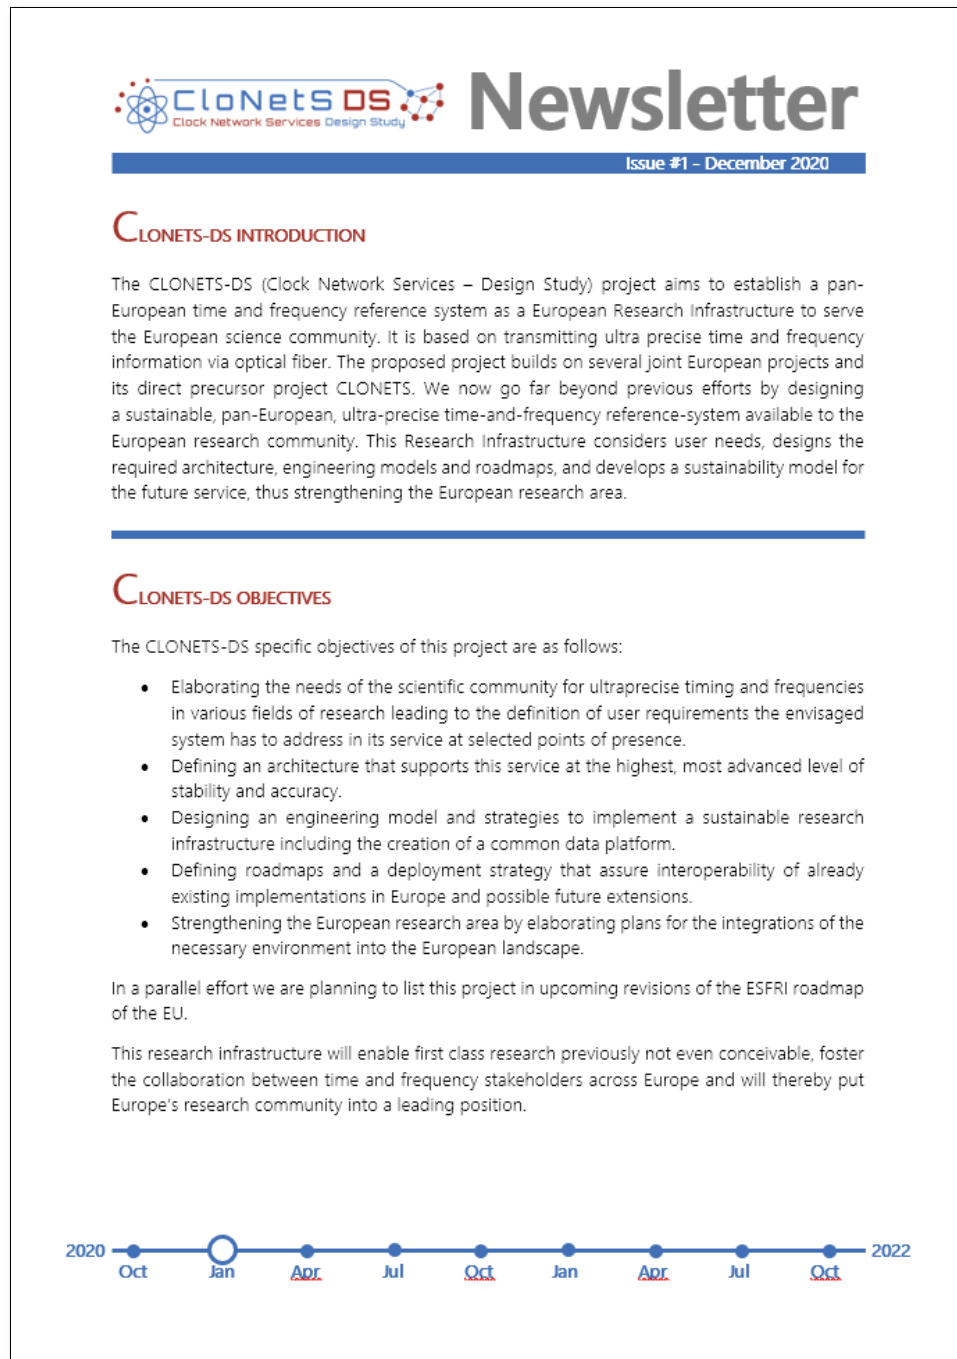 CloNetS DS Newsletter
Clock Network Services Design Study
Issue #1 - December 2020
CLONETS-DS INTRODUCTION
The CLONETS-DS (Clock Network Services – Design Study) project aims to establish a pan-
European time and frequency reference system as a European Research Infrastructure to serve
the European science community. It is based on transmitting ultra precise time and frequency
information via optical fiber. The proposed project builds on several joint European projects and
its direct precursor project CLONETS. We now go far beyond previous efforts by designing
a sustainable, pan-European, ultra-precise time-and-frequency reference-system available to the
European research community. This Research Infrastructure considers user needs, designs the
required architecture, engineering models and roadmaps, and develops a sustainability model for
the future service, thus strengthening the European research area.
CLONETS-DS OBJECTIVES
The CLONETS-DS specific objectives of this project are as follows:
• Elaborating the needs of the scientific community for ultraprecise timing and frequencies
in various fields of research leading to the definition of user requirements the envisaged
system has to address in its service at selected points of presence.
• Defining an architecture that supports this service at the highest, most advanced level of
stability and accuracy.
• Designing an engineering model and strategies to implement a sustainable research
infrastructure including the creation of a common data platform.
• Defining roadmaps and a deployment strategy that assure interoperability of already
existing implementations in Europe and possible future extensions.
• Strengthening the European research area by elaborating plans for the integrations of the
necessary environment into the European landscape.
In a parallel effort we are planning to list this project in upcoming revisions of the ESFRI roadmap
of the EU.
This research infrastructure will enable first class research previously not even conceivable, foster
the collaboration between time and frequency stakeholders across Europe and will thereby put
Europe's research community into a leading position.
2020 2022
Oct Jan Apr Jul Oct Jan Apr Jul Oct